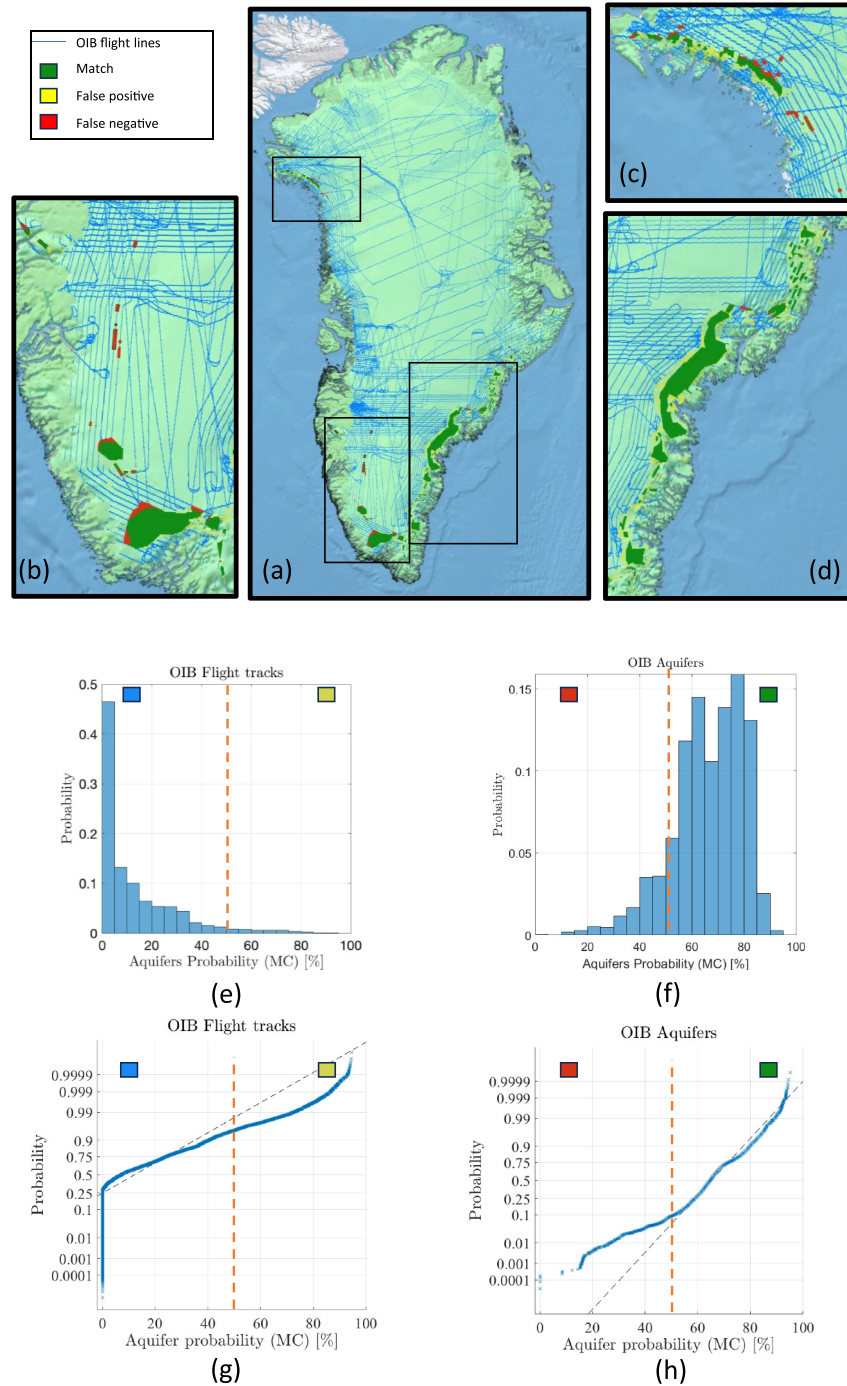 OIB flight lines
Match
False positive
False negative
(a)
(b)
(c)
(d)
OIB Flight tracks
0.5
0.4
0.3
0.2
0.1
0
Probability
0 20 40 60 80 100
Aquifers Probability (MC) [%]
(e)
OIB Aquifers
0.15
0.1
0.05
0
Probability
0 20 40 60 80 100
Aquifers Probability (MC) [%]
(f)
OIB Flight tracks
0.9999
0.999
0.99
0.9
0.75
0.5
0.25
0.1
0.01
0.001
0.0001
Probability
0 20 40 60 80 100
Aquifer probability (MC) [%]
(g)
OIB Aquifers
0.9999
0.999
0.99
0.9
0.75
0.5
0.25
0.1
0.01
0.001
0.0001
Probability
0 20 40 60 80 100
Aquifer probability (MC) [%]
(h)